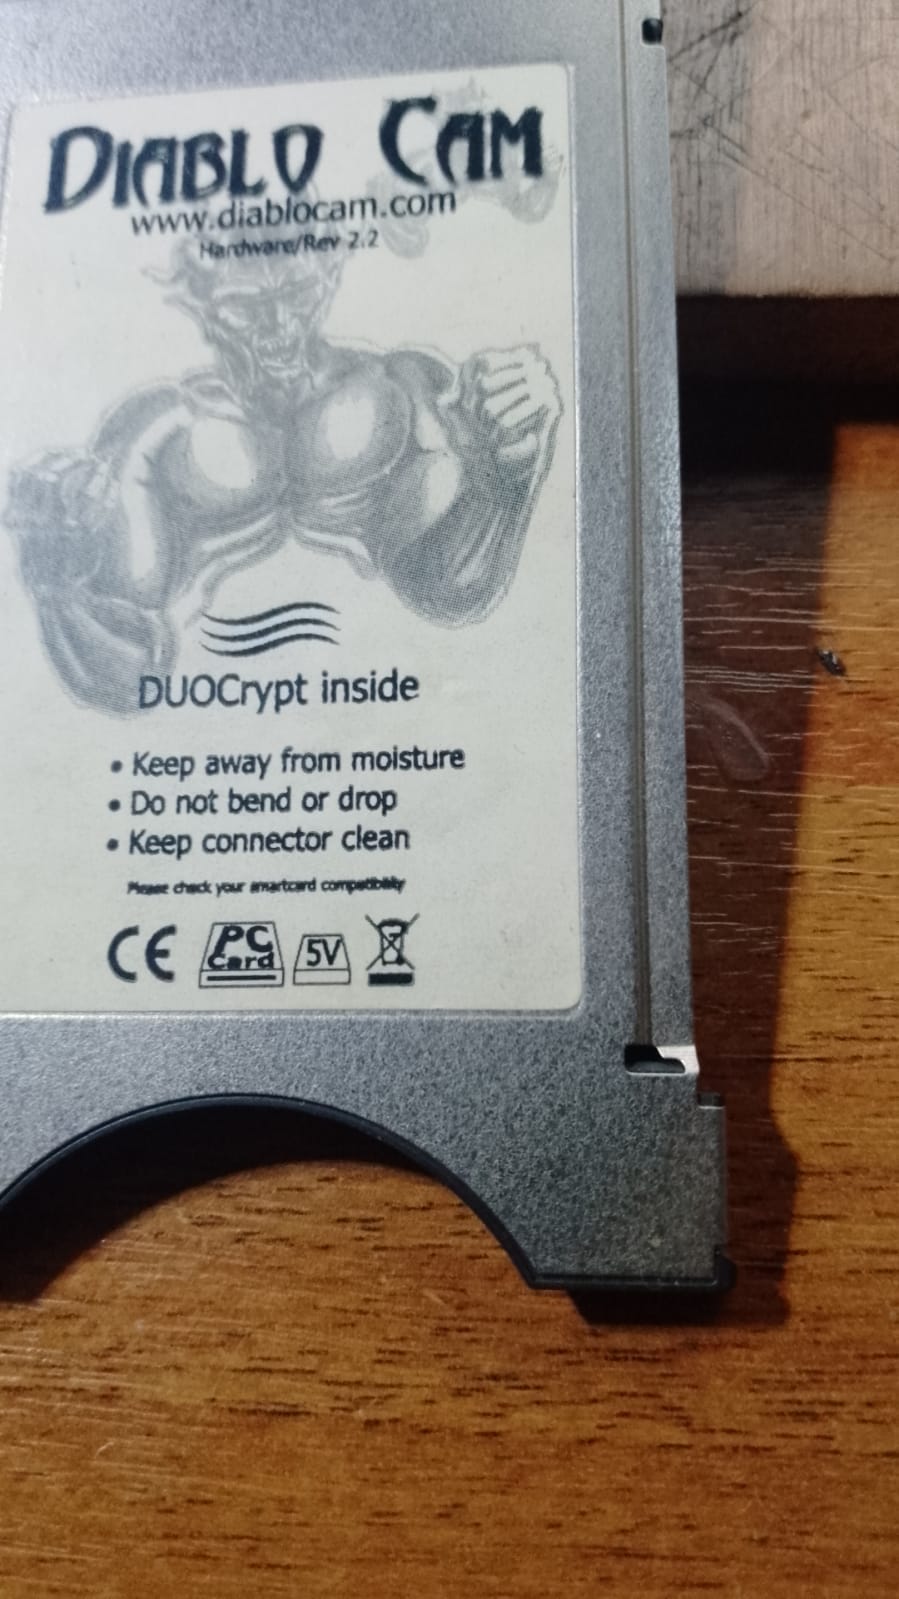 DIABLO CAM
www.diablocam.com
Hardware/Rev 2.2
DUOCrypt inside
• Keep away from moisture
• Do not bend or drop
• Keep connector clean
Please check your smartcard compatibility
CE PC Card 5V